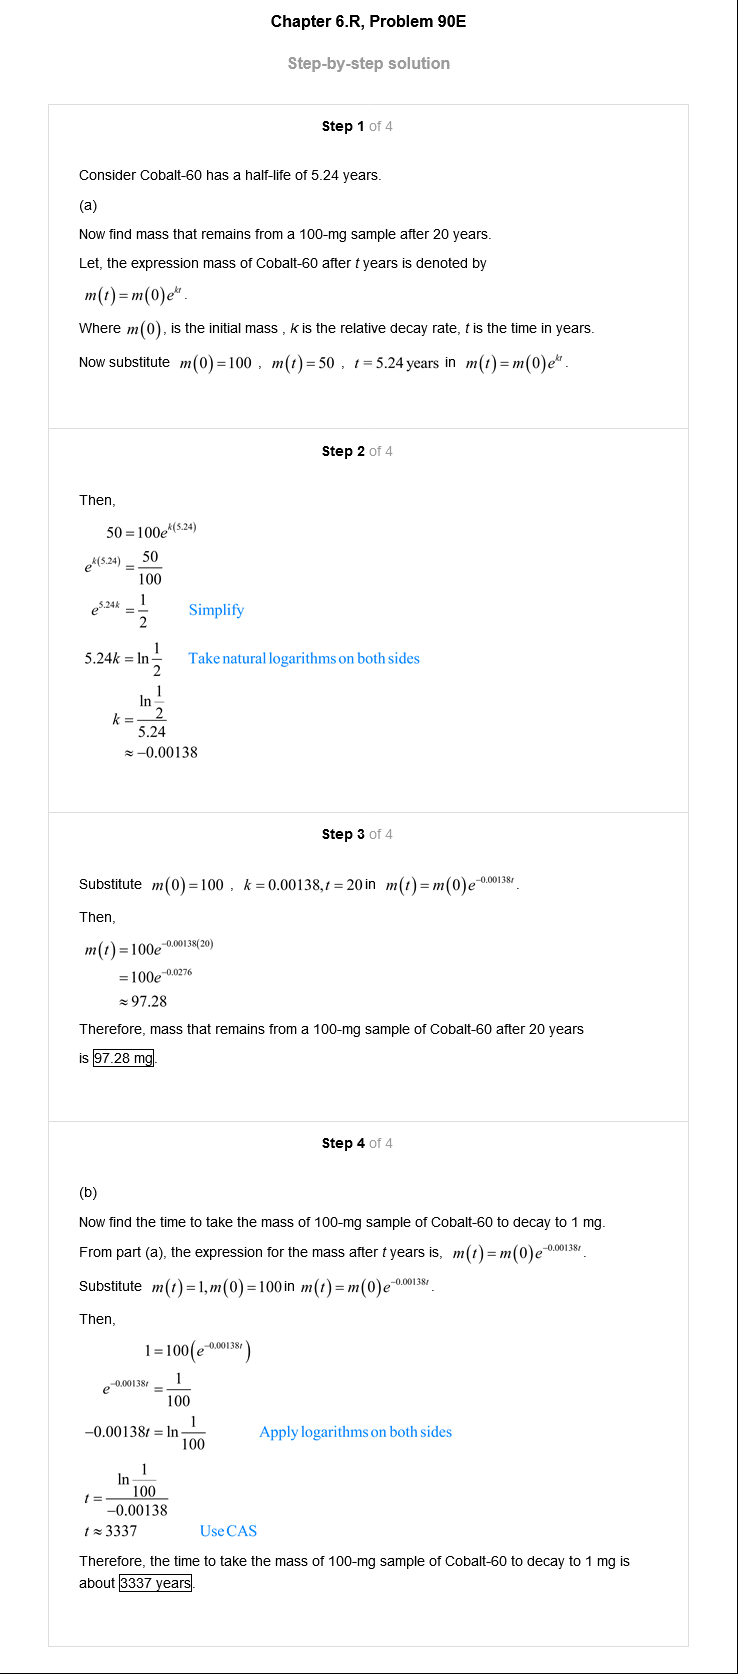 Chapter 6.R, Problem 90E
Step-by-step solution
Step 1 of 4
Consider Cobalt-60 has a half-life of 5.24 years.
(a)
Now find mass that remains from a 100-mg sample after 20 years.
Let, the expression mass of Cobalt-60 after t years is denoted by
m(t) = m(0)e^{kt}.
Where m(0), is the initial mass , k is the relative decay rate, t is the time in years.
Now substitute m(0) = 100 , m(t) = 50 , t = 5.24 years in m(t) = m(0)e^{kt}.
Step 2 of 4
Then,
50 = 100e^{k(5.24)}
e^{k(5.24)} = \frac{50}{100}
e^{5.24k} = \frac{1}{2} Simplify
5.24k = ln \frac{1}{2} Take natural logarithms on both sides
k = \frac{ln \frac{1}{2}}{5.24}
≈ −0.00138
Step 3 of 4
Substitute m(0) = 100 , k = 0.00138, t = 20 in m(t) = m(0)e^{−0.00138t}.
Then,
m(t) = 100e^{−0.00138(20)}
= 100e^{−0.0276}
≈ 97.28
Therefore, mass that remains from a 100-mg sample of Cobalt-60 after 20 years
is 97.28 mg.
Step 4 of 4
(b)
Now find the time to take the mass of 100-mg sample of Cobalt-60 to decay to 1 mg.
From part (a), the expression for the mass after t years is, m(t) = m(0)e^{−0.00138t}.
Substitute m(t) = 1, m(0) = 100 in m(t) = m(0)e^{−0.00138t}.
Then,
1 = 100(e^{−0.00138t})
e^{−0.00138t} = \frac{1}{100}
−0.00138t = ln \frac{1}{100} Apply logarithms on both sides
t = \frac{ln \frac{1}{100}}{−0.00138}
t ≈ 3337 Use CAS
Therefore, the time to take the mass of 100-mg sample of Cobalt-60 to decay to 1 mg is
about 3337 years.